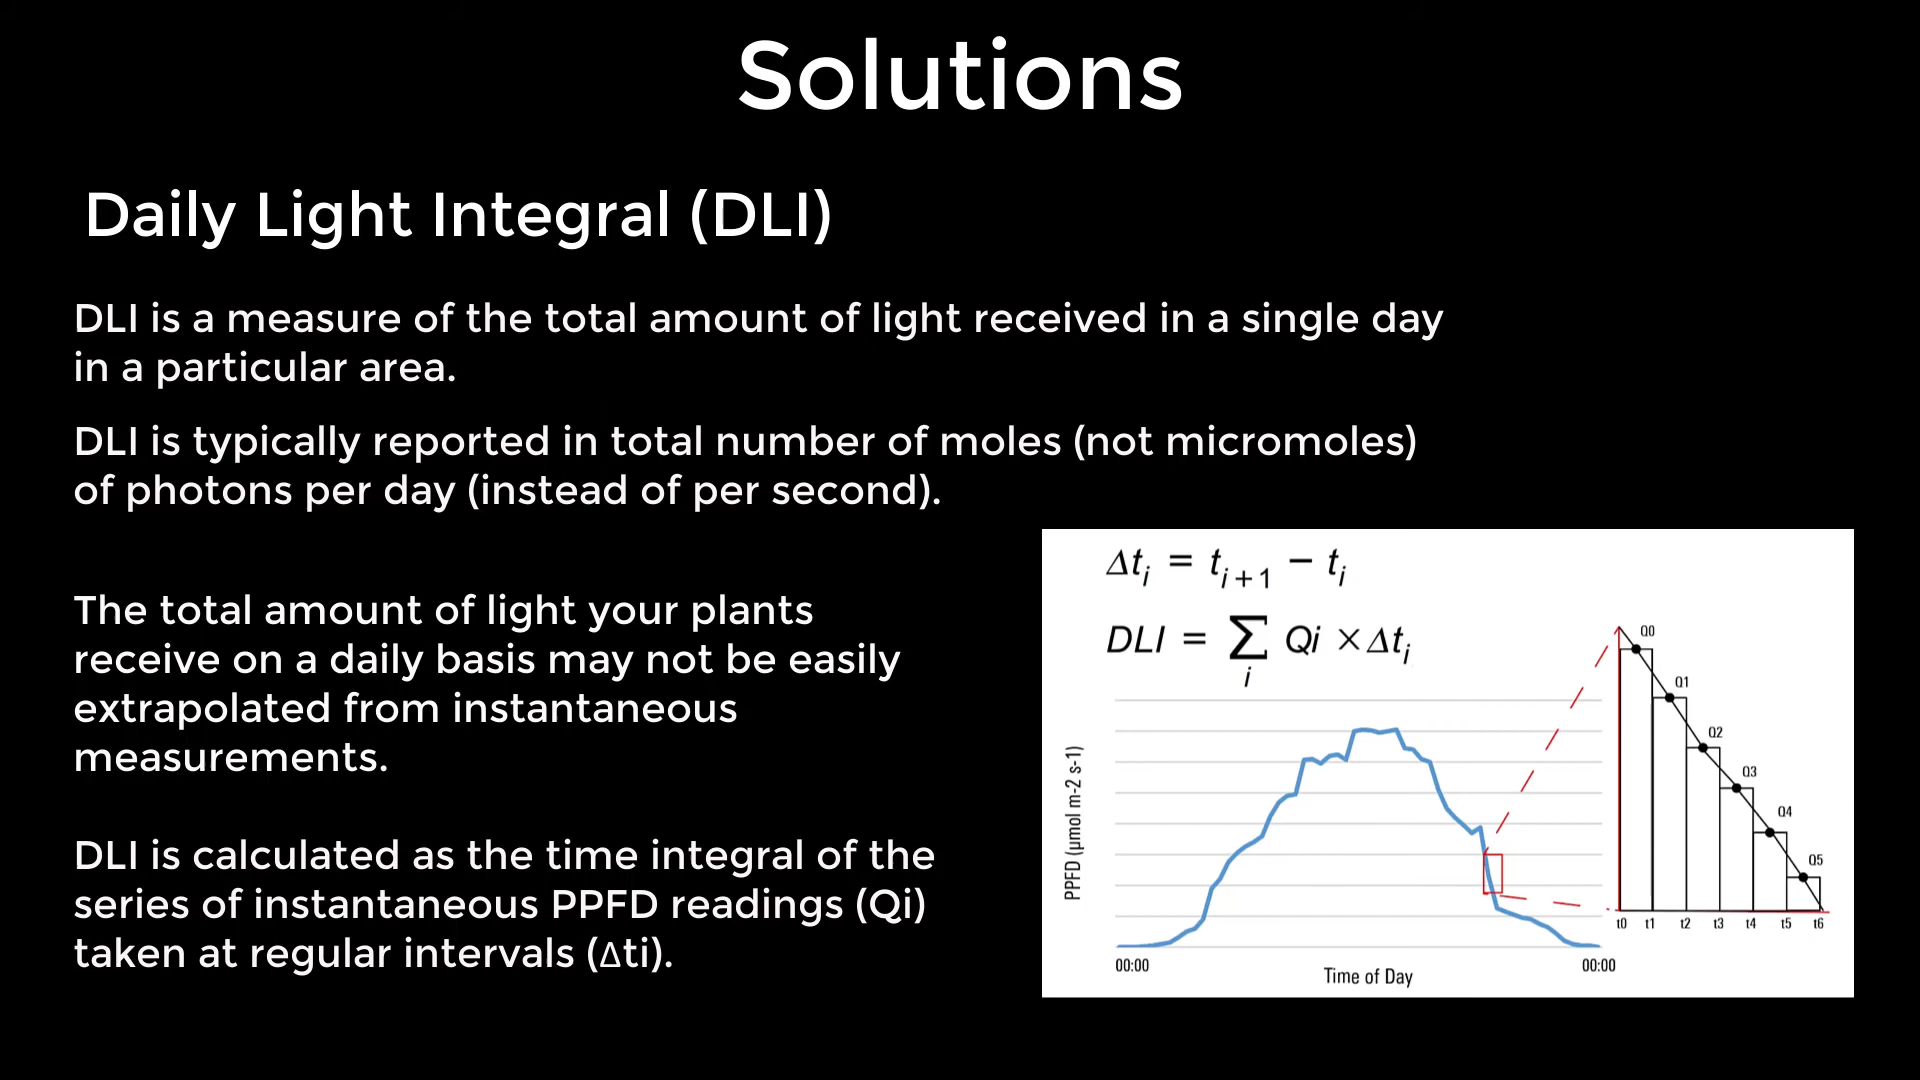 Solutions
Daily Light Integral (DLI)
DLI is a measure of the total amount of light received in a single day
in a particular area.
DLI is typically reported in total number of moles (not micromoles)
of photons per day (instead of per second).
The total amount of light your plants
receive on a daily basis may not be easily
extrapolated from instantaneous
measurements.
DLI is calculated as the time integral of the
series of instantaneous PPFD readings (Qi)
taken at regular intervals (Δti).
Δti = ti+1 − ti
DLI = ∑ Qi ×Δti
i
PPFD (µmol m-2 s-1)
00:00
Time of Day
00:00
Q0
Q1
Q2
Q3
Q4
Q5
t0 t1 t2 t3 t4 t5 t6